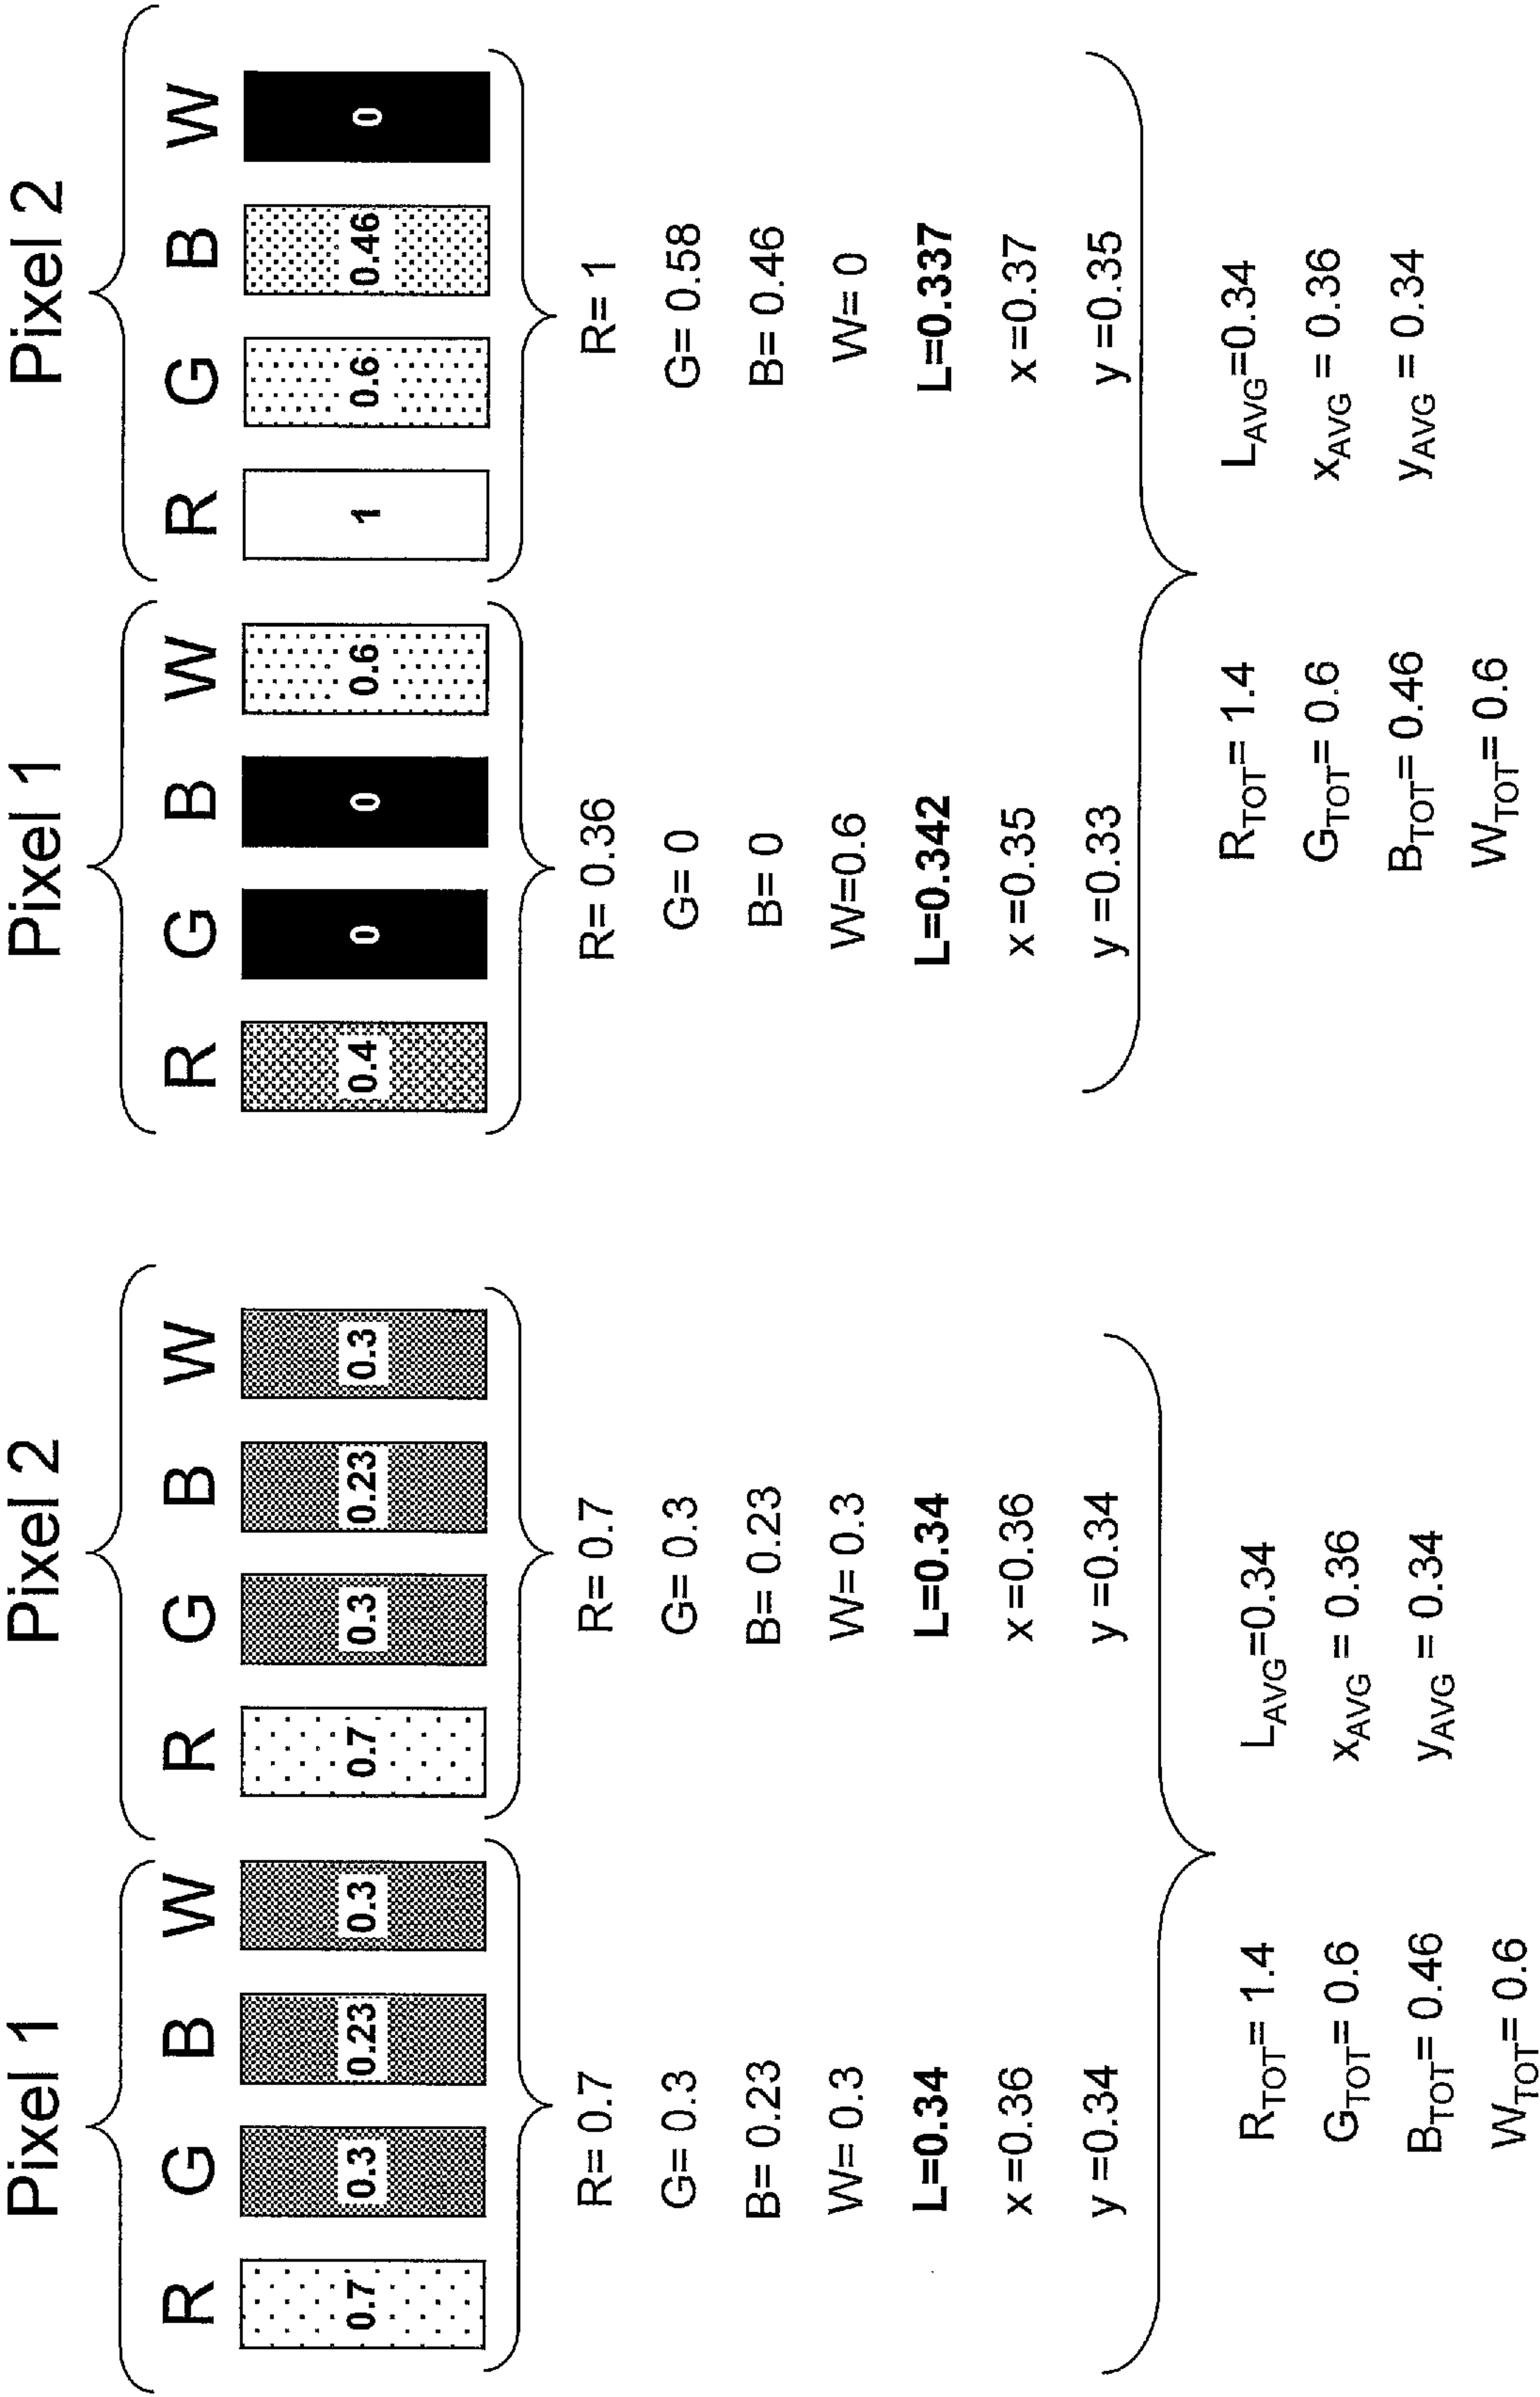 Pixel 1 Pixel 2
R G B W R G B W
0.7 0.3 0.23 0.3 0.7 0.3 0.23 0.3
R= 0.7 R= 0.7
G= 0.3 G= 0.3
B= 0.23 B= 0.23
W= 0.3 W= 0.3
L=0.34 L=0.34
x =0.36 x =0.36
y =0.34 y =0.34
RTOT= 1.4 LAVG=0.34
GTOT= 0.6 xAVG = 0.36
BTOT= 0.46 yAVG = 0.34
WTOT= 0.6
Pixel 1 Pixel 2
R G B W R G B W
0.4 0 0 0.6 1 0.6 0.46 0
R= 0.36 R= 1
G= 0 G= 0.58
B= 0 B= 0.46
W=0.6 W= 0
L=0.342 L=0.337
x =0.35 x =0.37
y =0.33 y =0.35
RTOT= 1.4 LAVG=0.34
GTOT= 0.6 xAVG = 0.36
BTOT= 0.46 yAVG = 0.34
WTOT= 0.6